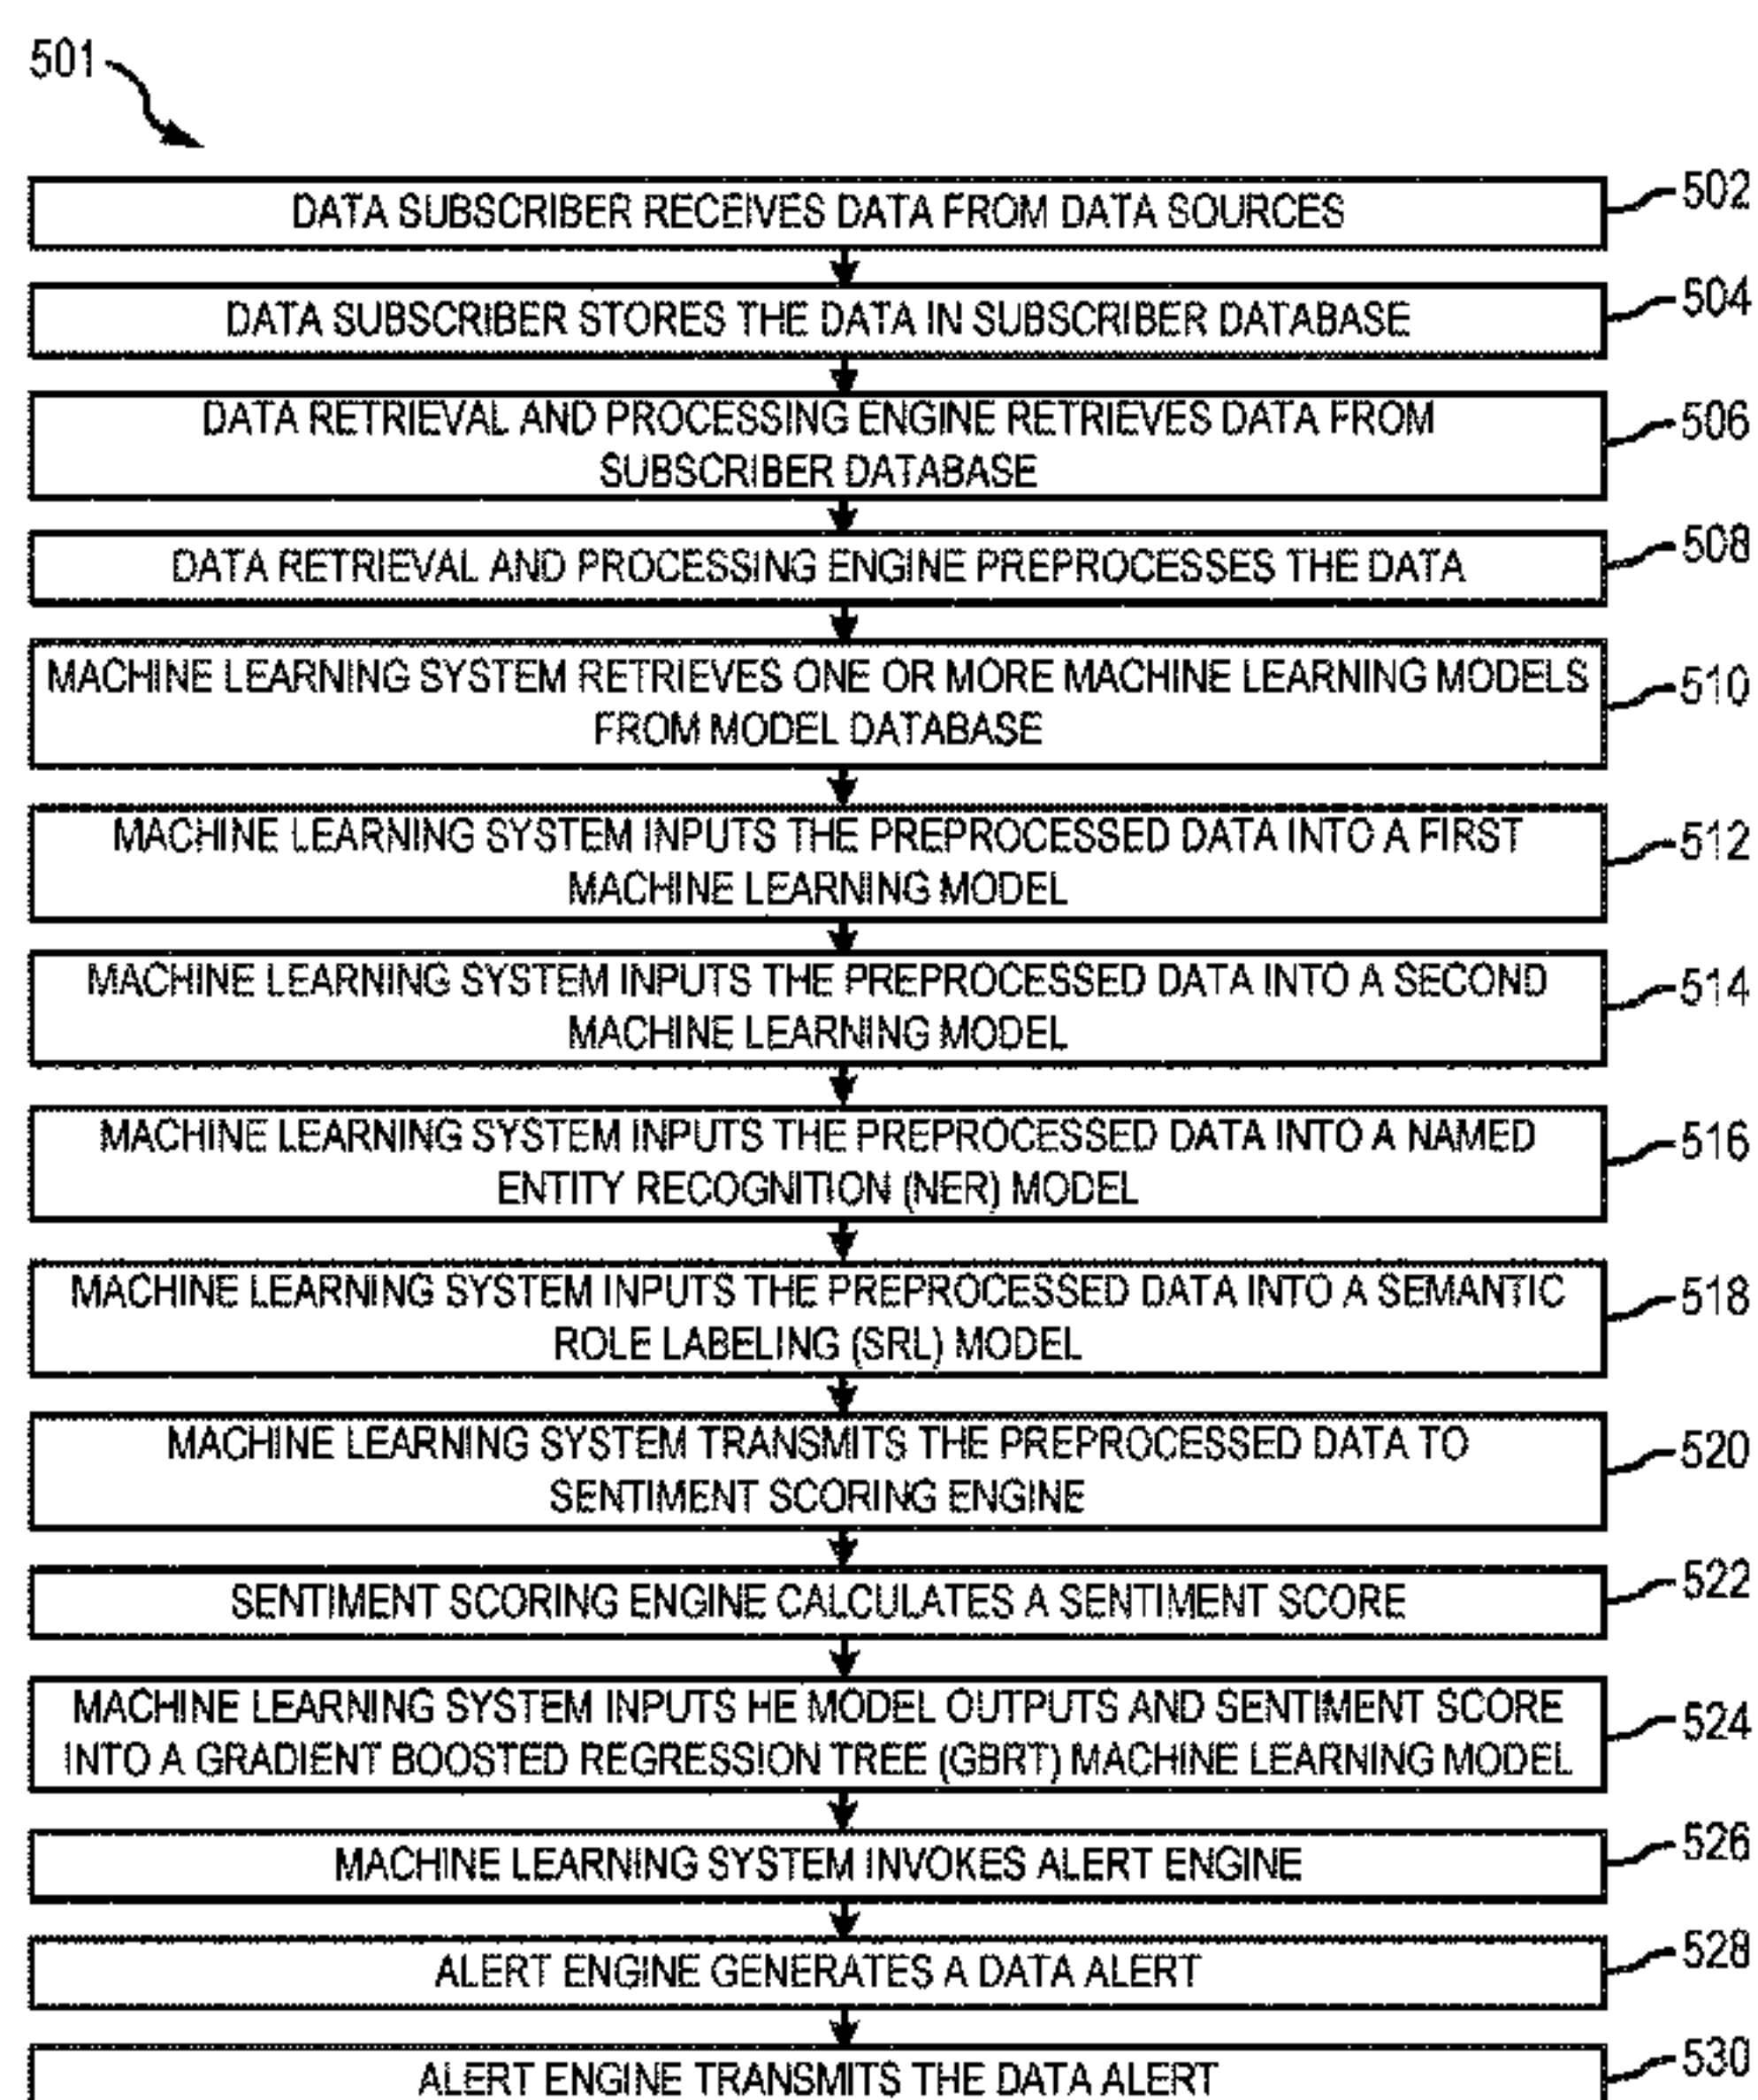 501
DATA SUBSCRIBER RECEIVES DATA FROM DATA SOURCES
502
DATA SUBSCRIBER STORES THE DATA IN SUBSCRIBER DATABASE
504
DATA RETRIEVAL AND PROCESSING ENGINE RETRIEVES DATA FROM
SUBSCRIBER DATABASE
506
DATA RETRIEVAL AND PROCESSING ENGINE PREPROCESSES THE DATA
508
MACHINE LEARNING SYSTEM RETRIEVES ONE OR MORE MACHINE LEARNING MODELS
FROM MODEL DATABASE
510
MACHINE LEARNING SYSTEM INPUTS THE PREPROCESSED DATA INTO A FIRST
MACHINE LEARNING MODEL
512
MACHINE LEARNING SYSTEM INPUTS THE PREPROCESSED DATA INTO A SECOND
MACHINE LEARNING MODEL
514
MACHINE LEARNING SYSTEM INPUTS THE PREPROCESSED DATA INTO A NAMED
ENTITY RECOGNITION (NER) MODEL
516
MACHINE LEARNING SYSTEM INPUTS THE PREPROCESSED DATA INTO A SEMANTIC
ROLE LABELING (SRL) MODEL
518
MACHINE LEARNING SYSTEM TRANSMITS THE PREPROCESSED DATA TO
SENTIMENT SCORING ENGINE
520
SENTIMENT SCORING ENGINE CALCULATES A SENTIMENT SCORE
522
MACHINE LEARNING SYSTEM INPUTS HE MODEL OUTPUTS AND SENTIMENT SCORE
INTO A GRADIENT BOOSTED REGRESSION TREE (GBRT) MACHINE LEARNING MODEL
524
MACHINE LEARNING SYSTEM INVOKES ALERT ENGINE
526
ALERT ENGINE GENERATES A DATA ALERT
528
ALERT ENGINE TRANSMITS THE DATA ALERT
530